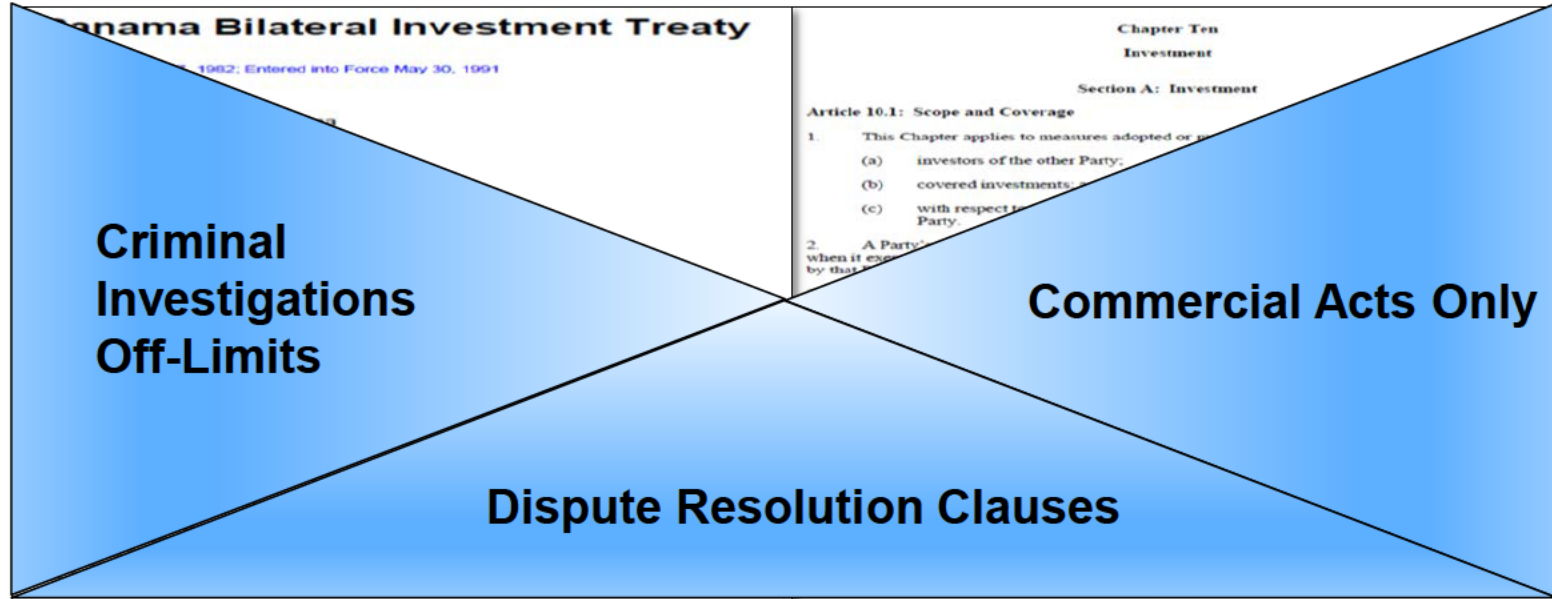 anama Bilateral Investment Treaty
1982; Entered into Force May 30, 1991
Chapter Ten
Investment
Section A: Investment
Article 10.1: Scope and Coverage
1. This Chapter applies to measures adopted or
(a) investors of the other Party;
(b) covered investments;
(c) with respect to
Party.
2. A Party's
when it
by that
Criminal
Investigations
Off-Limits
Commercial Acts Only
Dispute Resolution Clauses